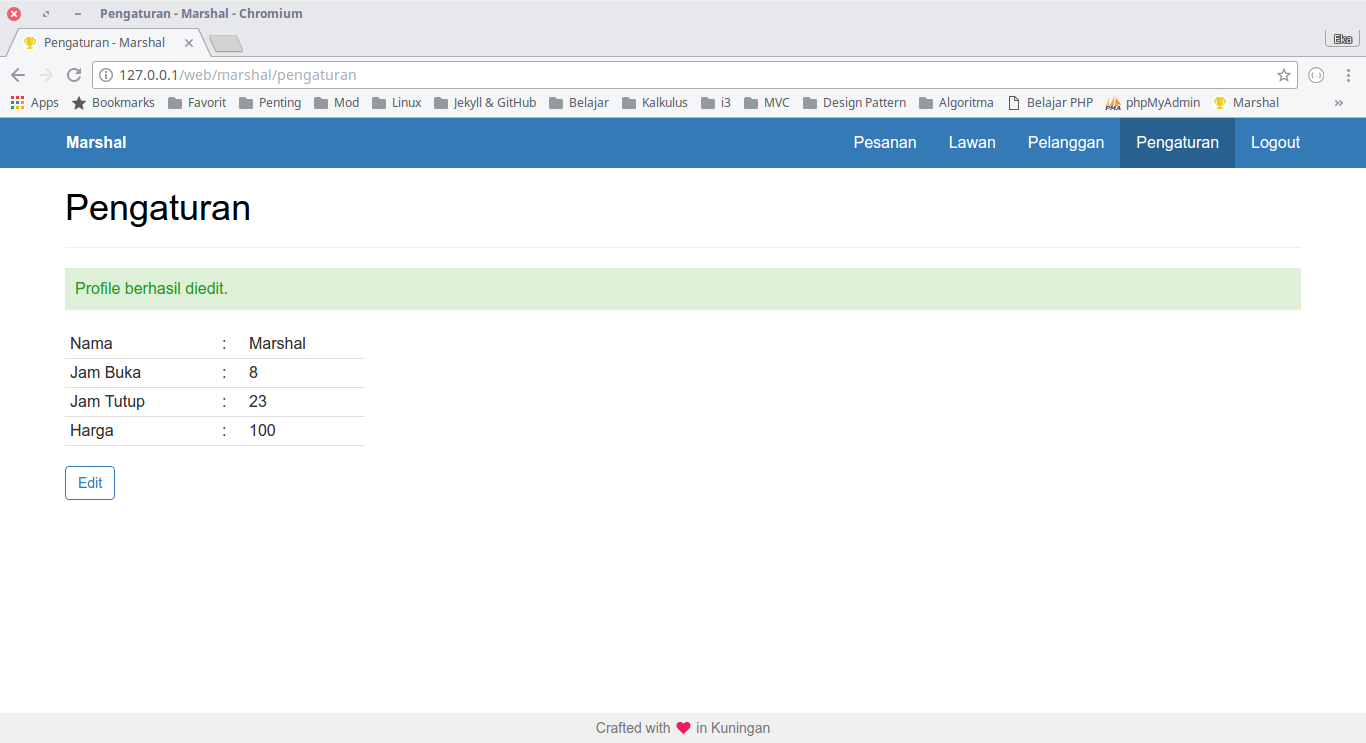 Pengaturan - Marshal - Chromium
Pengaturan - Marshal
Eka
127.0.0.1/web/marshal/pengaturan
Apps Bookmarks Favorit Penting Mod Linux Jekyll & GitHub Belajar Kalkulus i3 MVC Design Pattern Algoritma Belajar PHP PMA phpMyAdmin Marshal »
Marshal Pesanan Lawan Pelanggan Pengaturan Logout
Pengaturan
Profile berhasil diedit.
Nama : Marshal
Jam Buka : 8
Jam Tutup : 23
Harga : 100
Edit
Crafted with ❤ in Kuningan